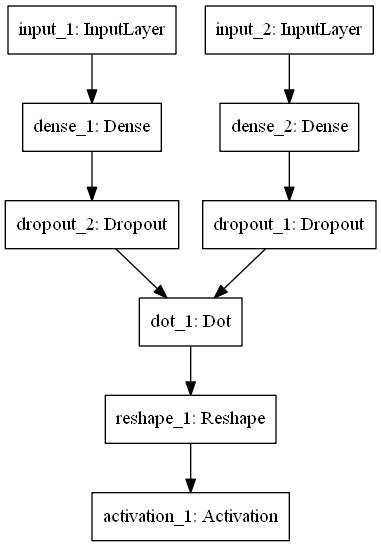 input_1: InputLayer
input_2: InputLayer
dense_1: Dense
dense_2: Dense
dropout_2: Dropout
dropout_1: Dropout
dot_1: Dot
reshape_1: Reshape
activation_1: Activation